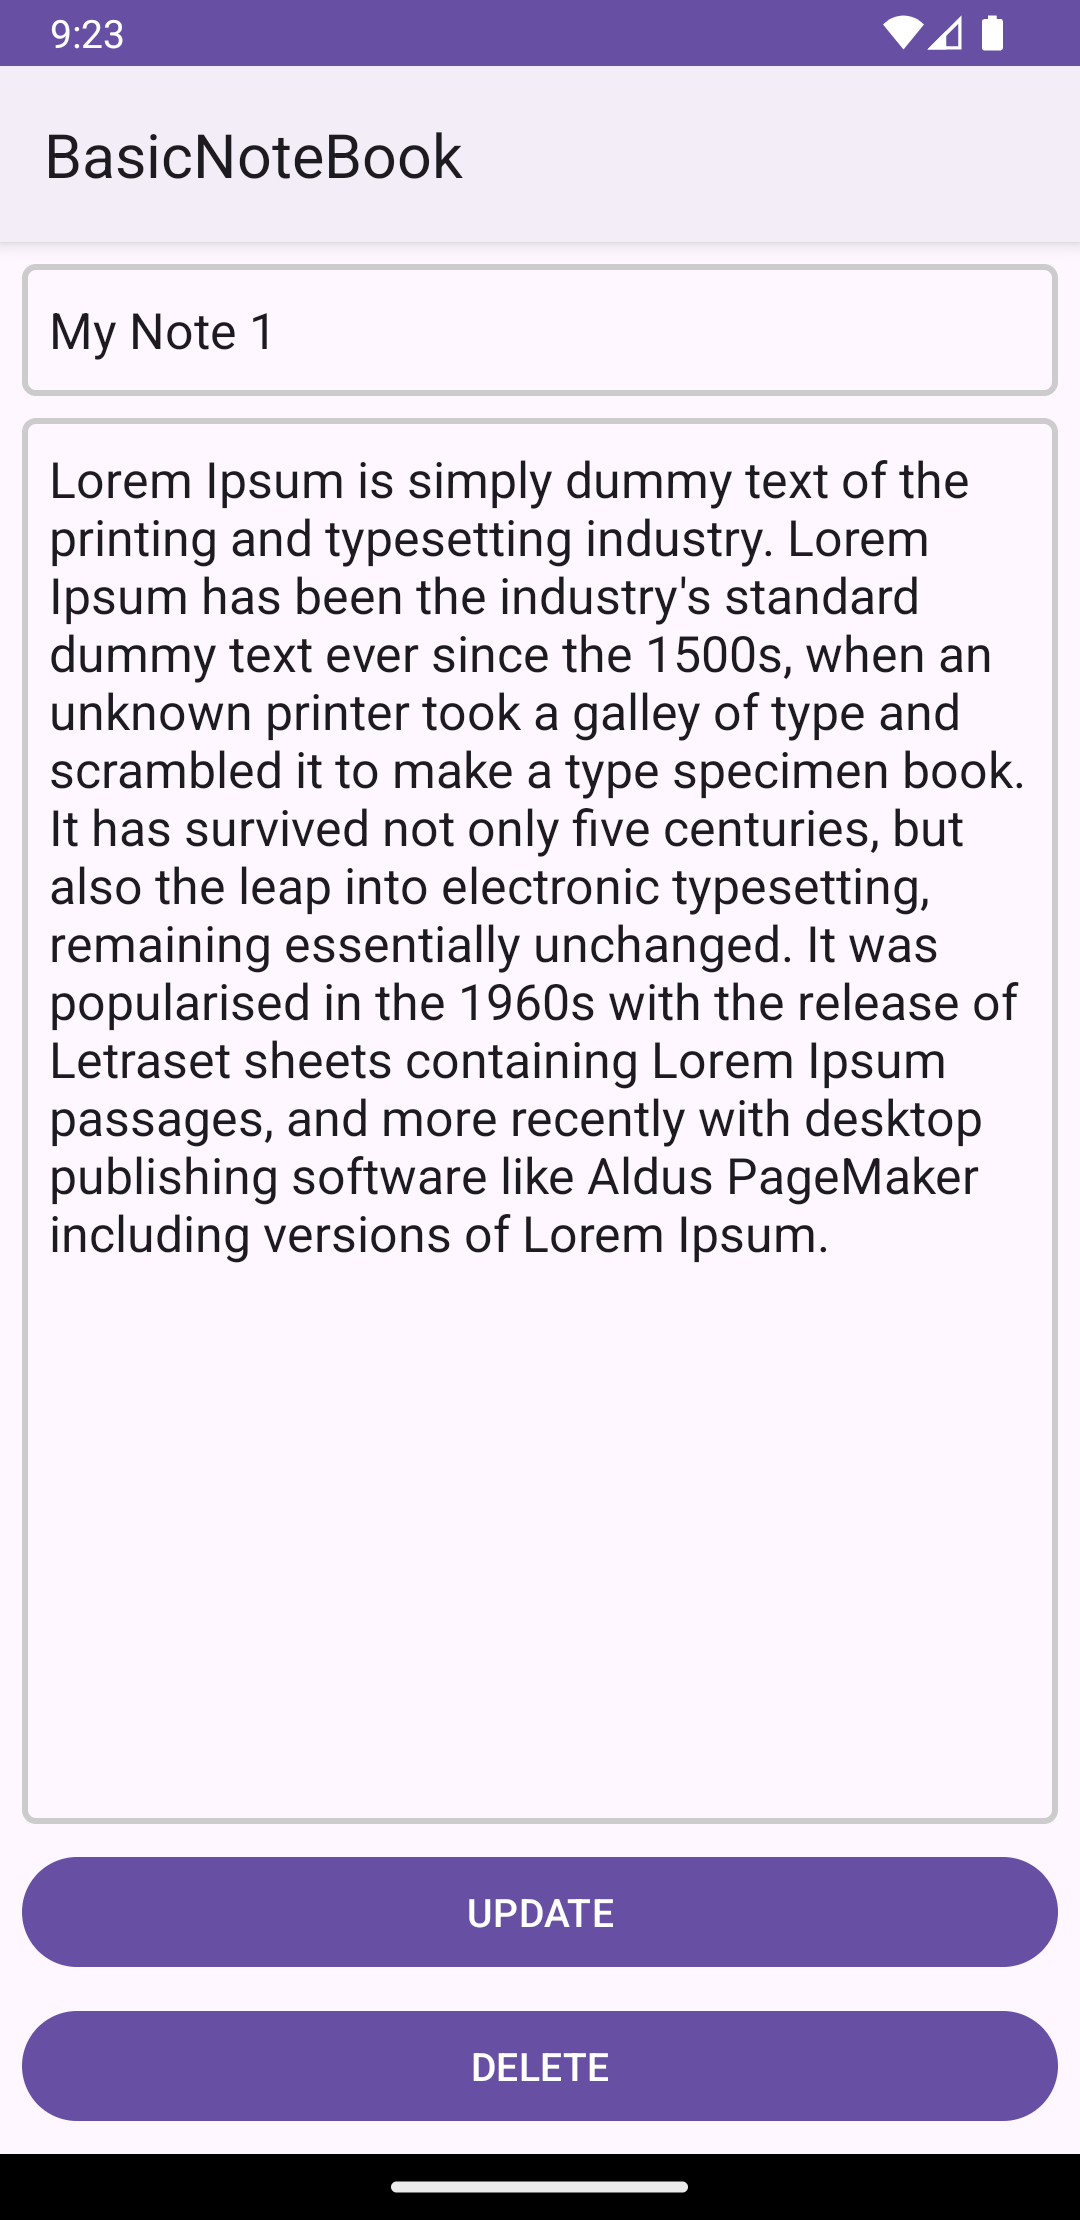 9:23
BasicNoteBook
My Note 1
Lorem Ipsum is simply dummy text of the
printing and typesetting industry. Lorem
Ipsum has been the industry's standard
dummy text ever since the 1500s, when an
unknown printer took a galley of type and
scrambled it to make a type specimen book.
It has survived not only five centuries, but
also the leap into electronic typesetting,
remaining essentially unchanged. It was
popularised in the 1960s with the release of
Letraset sheets containing Lorem Ipsum
passages, and more recently with desktop
publishing software like Aldus PageMaker
including versions of Lorem Ipsum.
UPDATE
DELETE